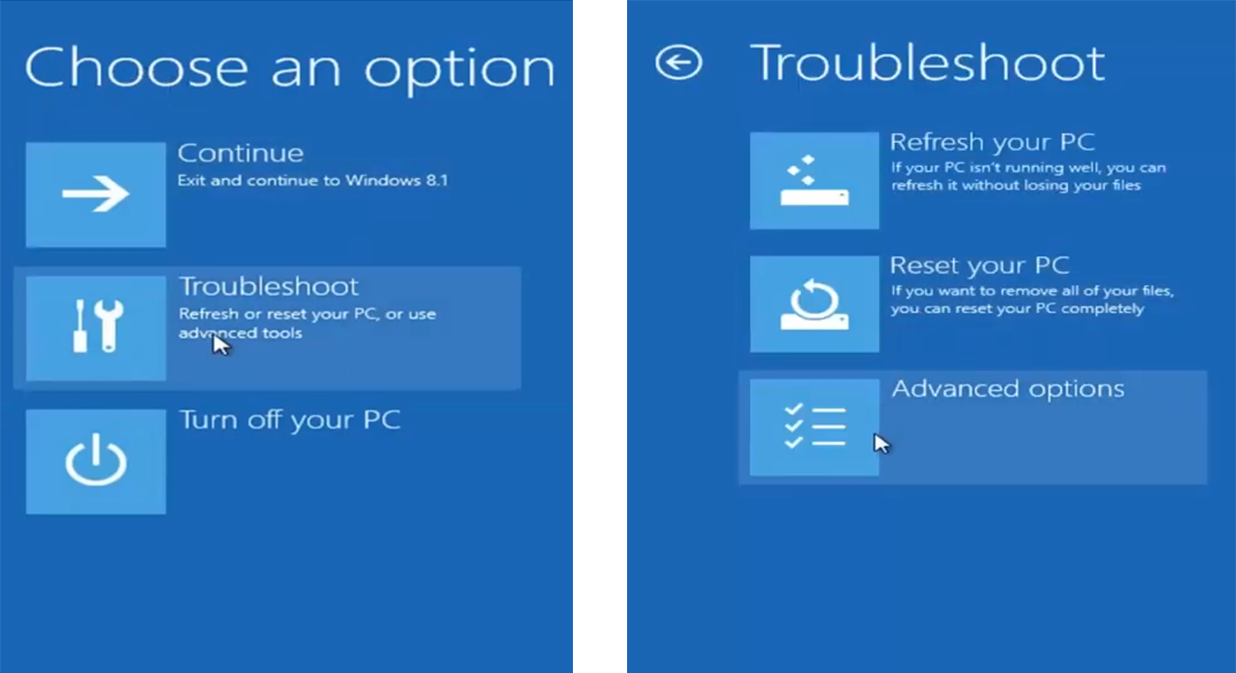 Choose an option
Continue
Exit and continue to Windows 8.1
Troubleshoot
Refresh or reset your PC, or use
advanced tools
Turn off your PC
Troubleshoot
Refresh your PC
If your PC isn't running well, you can
refresh it without losing your files
Reset your PC
If you want to remove all of your files,
you can reset your PC completely
Advanced options